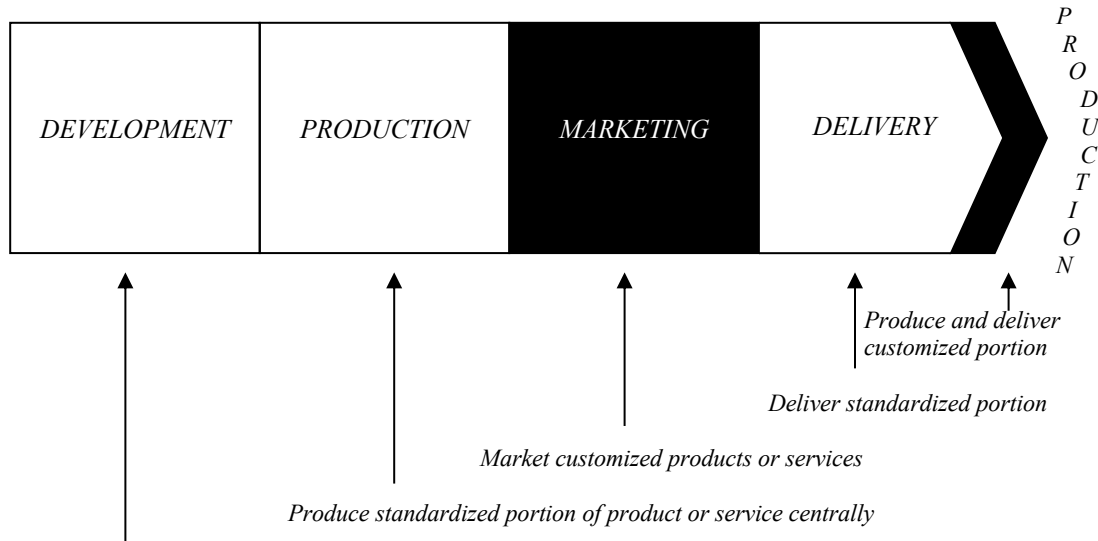 DEVELOPMENT
PRODUCTION
MARKETING
DELIVERY
PRODUCTION
Produce and deliver
customized portion
Deliver standardized portion
Market customized products or services
Produce standardized portion of product or service centrally